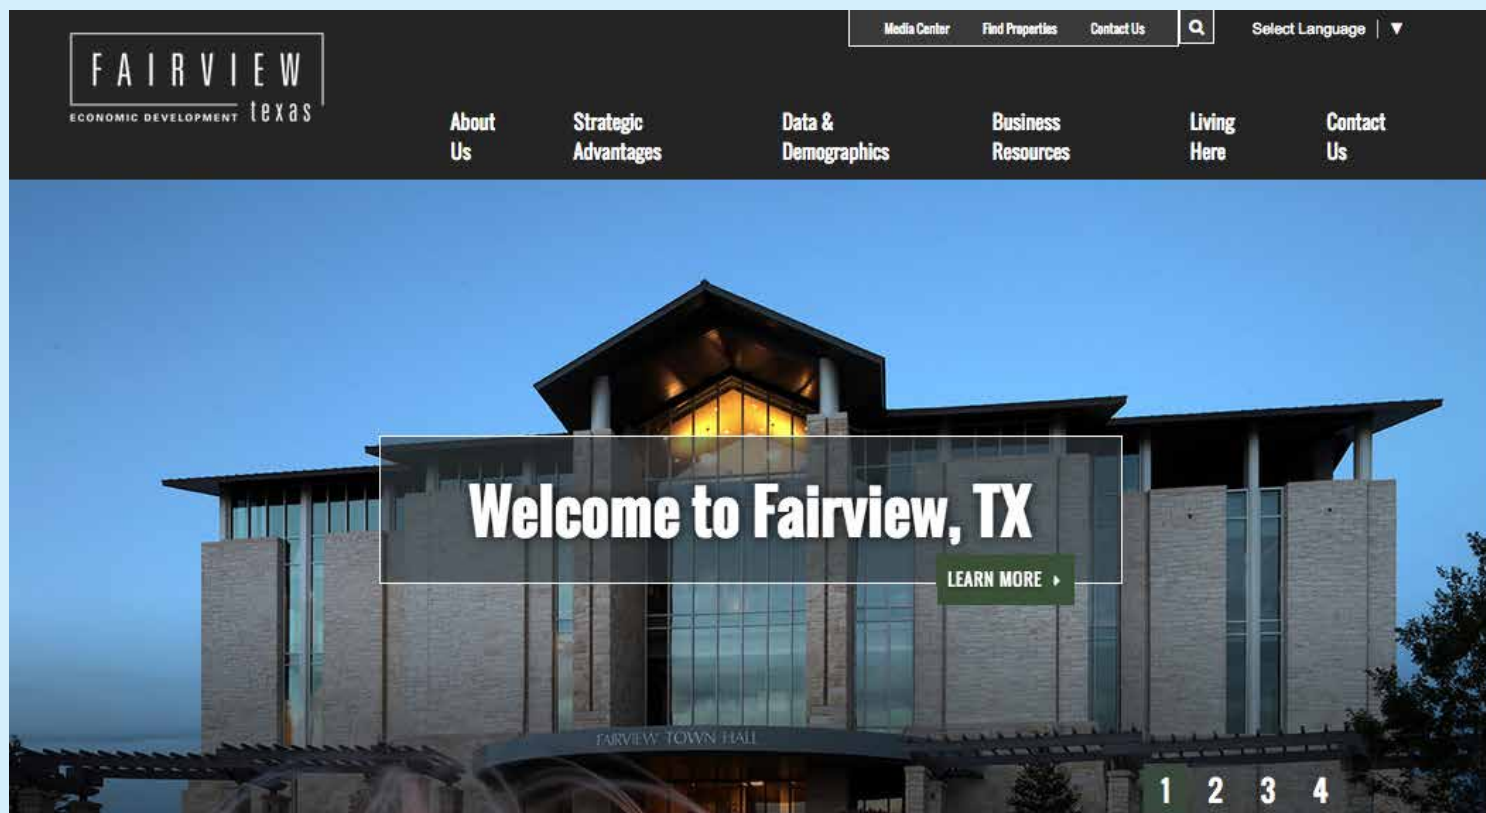 Media Center Find Properties Contact Us
Select Language | ▼
FAIRVIEW
ECONOMIC DEVELOPMENT texas
About Us
Strategic Advantages
Data & Demographics
Business Resources
Living Here
Contact Us
Welcome to Fairview, TX
LEARN MORE
FAIRVIEW TOWN HALL
1 2 3 4